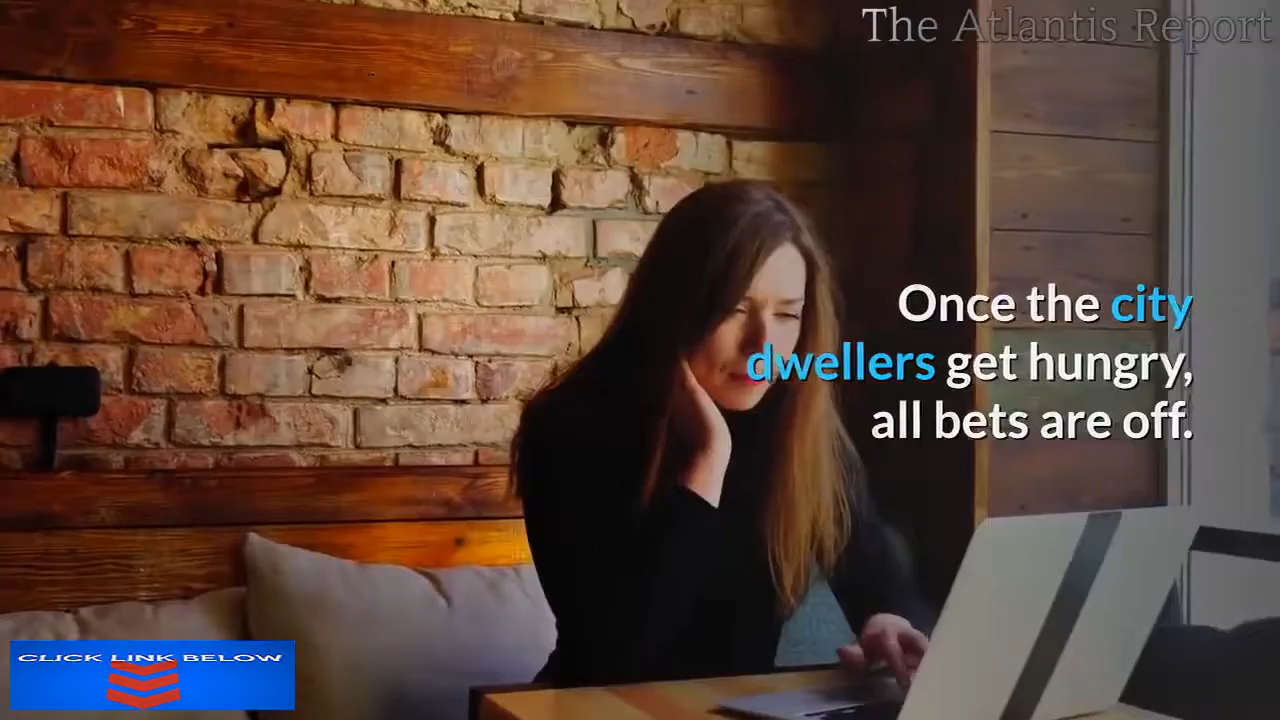 The Atlantis Report
Once the city
dwellers get hungry,
all bets are off.
CLICK LINK BELOW